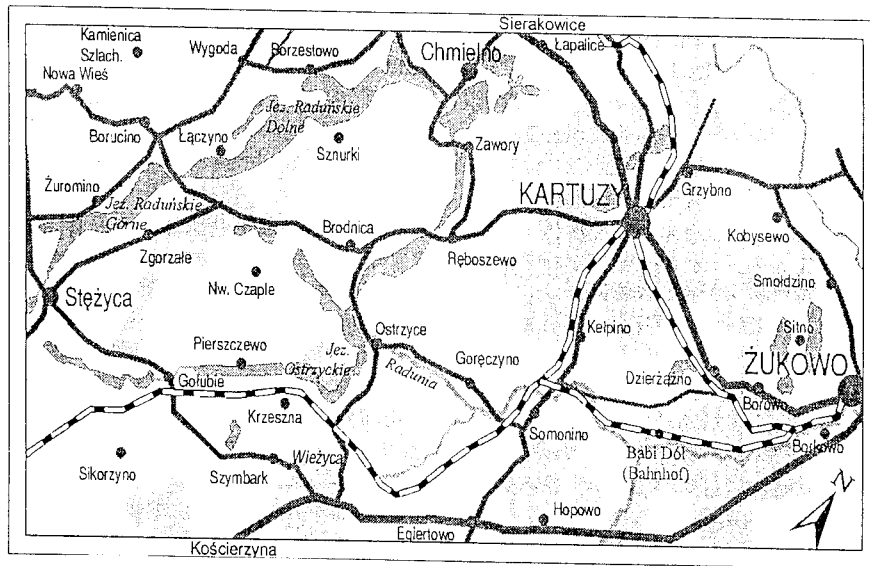 Sierakowice
Kamienica
Szlach.
Wygoda
Borzestowo
Chmielno
Łapalice
Nowa Wieś
Jez. Raduńskie
Dolne
Borucino
Łączyno
Sznurki
Zawory
Żuromino
Jez. Raduńskie
Górne
KARTUZY
Grzybno
Brodnica
Kobysewo
Zgorzałe
Ręboszewo
Stężyca
Nw. Czaple
Smołdzino
Pierszczewo
Jez.
Ostrzyckie
Ostrzyce
Raduma
Goręczyno
Kełpino
Sitno
Dzierżążno
ŻUKOWO
Gołubie
Krzeszna
Borowo
Somonino
Wieżyca
Babi Dół
(Bahnhof)
Borkowo
Sikorzyno
Szymbark
Hopowo
N
Egiertowo
Kościerzyna